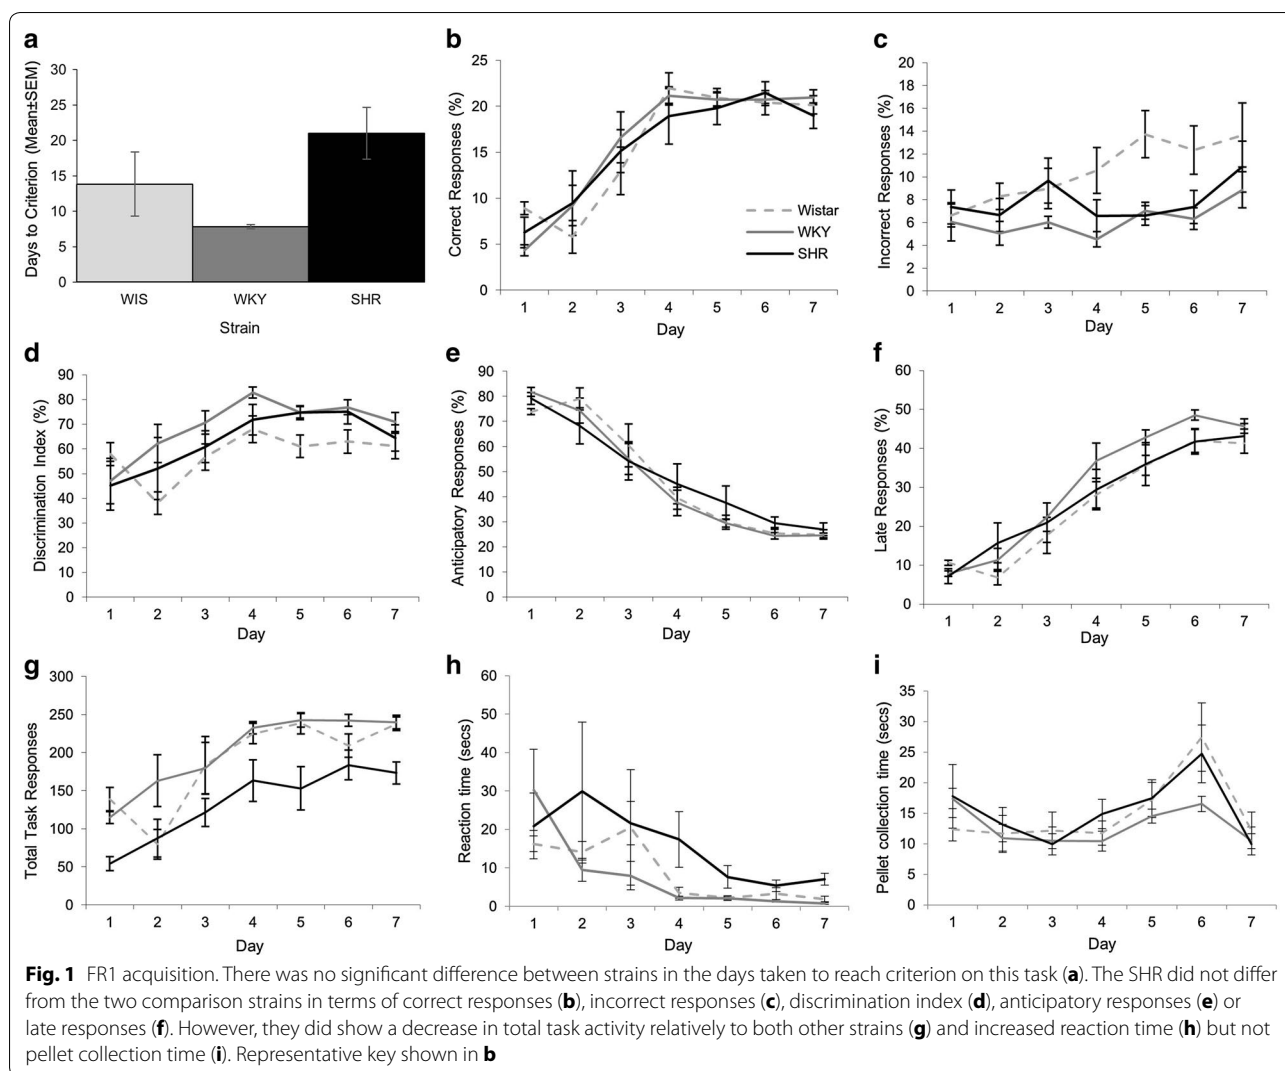 a
Days to Criterion (Mean±SEM)
30
25
20
15
10
5
0
WIS WKY SHR
Strain
b
Correct Responses (%)
25
20
15
10
5
0
Wistar
WKY
SHR
1 2 3 4 5 6 7
Day
c
Incorrect Responses (%)
20
18
16
14
12
10
8
6
4
2
0
1 2 3 4 5 6 7
Day
d
Discrimination Index (%)
90
80
70
60
50
40
30
20
10
0
1 2 3 4 5 6 7
Day
e
Anticipatory Responses (%)
90
80
70
60
50
40
30
20
10
0
1 2 3 4 5 6 7
Day
f
Late Responses (%)
60
50
40
30
20
10
0
1 2 3 4 5 6 7
Day
g
Total Task Responses
300
250
200
150
100
50
0
1 2 3 4 5 6 7
Day
h
Reaction time (secs)
60
50
40
30
20
10
0
1 2 3 4 5 6 7
Day
i
Pellet collection time (secs)
35
30
25
20
15
10
5
0
1 2 3 4 5 6 7
Day
Fig. 1 FR1 acquisition. There was no significant difference between strains in the days taken to reach criterion on this task (a). The SHR did not differ
from the two comparison strains in terms of correct responses (b), incorrect responses (c), discrimination index (d), anticipatory responses (e) or
late responses (f). However, they did show a decrease in total task activity relatively to both other strains (g) and increased reaction time (h) but not
pellet collection time (i). Representative key shown in b